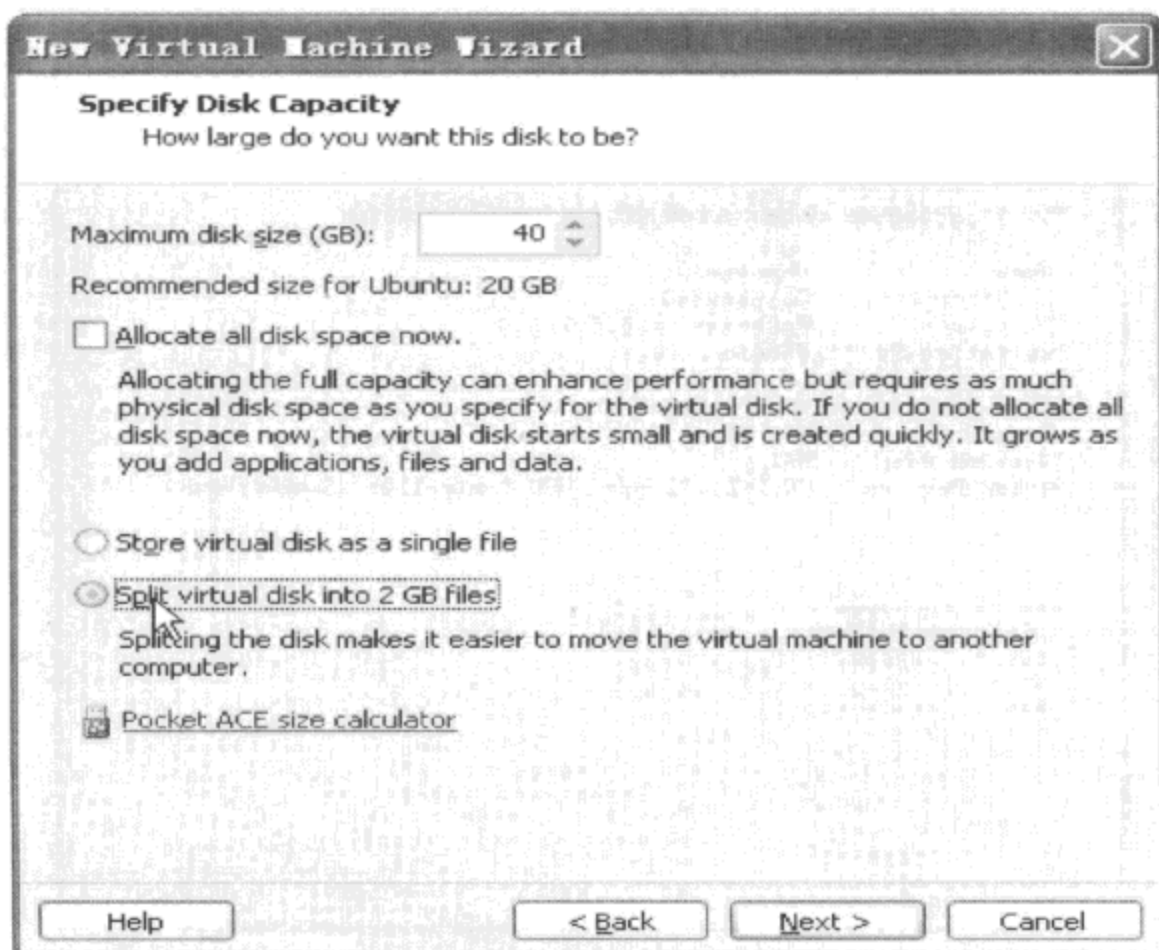 New Virtual Machine Wizard
Specify Disk Capacity
How large do you want this disk to be?
Maximum disk size (GB): 40
Recommended size for Ubuntu: 20 GB
Allocate all disk space now.
Allocating the full capacity can enhance performance but requires as much
physical disk space as you specify for the virtual disk. If you do not allocate all
disk space now, the virtual disk starts small and is created quickly. It grows as
you add applications, files and data.
Store virtual disk as a single file
Split virtual disk into 2 GB files
Splitting the disk makes it easier to move the virtual machine to another
computer.
Pocket ACE size calculator
Help < Back Next > Cancel